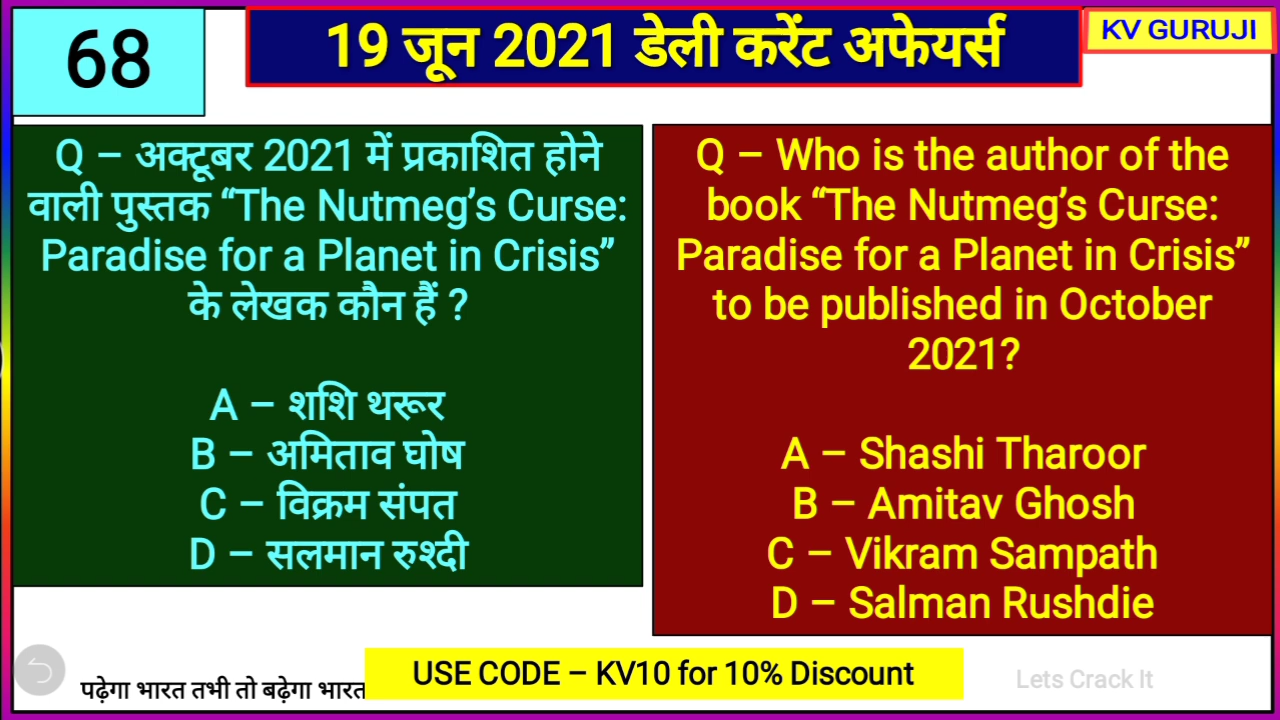 68
19 जून 2021 डेली करेंट अफेयर्स
KV GURUJI
Q – अक्टूबर 2021 में प्रकाशित होने
वाली पुस्तक “The Nutmeg’s Curse:
Paradise for a Planet in Crisis”
के लेखक कौन हैं ?
A – शशि थरूर
B – अमिताव घोष
C – विक्रम संपत
D – सलमान रुश्दी
Q – Who is the author of the
book “The Nutmeg’s Curse:
Paradise for a Planet in Crisis”
to be published in October
2021?
A – Shashi Tharoor
B – Amitav Ghosh
C – Vikram Sampath
D – Salman Rushdie
पढ़ेगा भारत तभी तो बढ़ेगा भारत
USE CODE – KV10 for 10% Discount
Lets Crack It